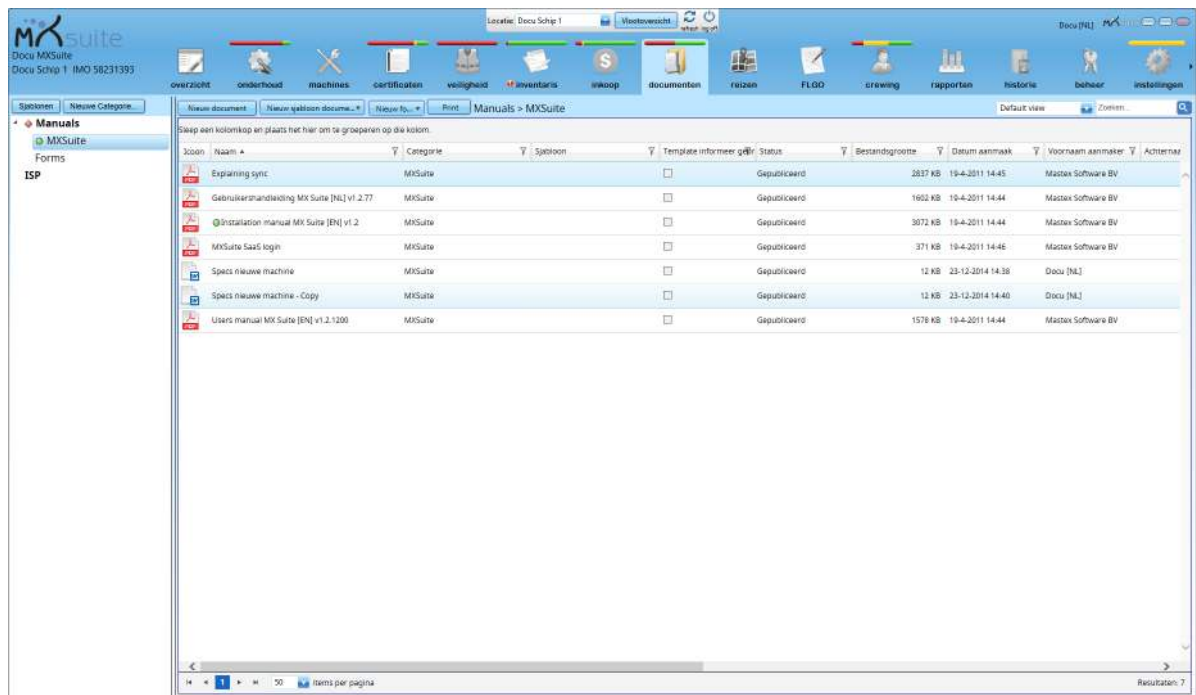 MXsuite
Docu MXSuite
Docu Schip 1 IMO 58231393
Locatie: Docu Schip 1 Vlootoverzicht refresh log off
Docu [NL]
overzicht onderhoud machines certificaten veiligheid inventaris inkoop documenten reizen FLGO crewing rapporten historie beheer instellingen
Sjablonen Nieuwe Categorie...
Manuals
MXSuite
Forms
ISP
Nieuw document Nieuw sjabloon docume... Nieuw fo... Print Manuals > MXSuite Default view Zoeken...
Sleep een kolomkop en plaats het hier om te groeperen op die kolom.
Icoon Naam Categorie Sjabloon Template informeer Status Bestandsgrootte Datum aanmaak Voornaam aanmaker Achternaa
Explaining sync MXSuite Gepubliceerd 2837 KB 19-4-2011 14:45 Mastex Software BV
Gebruikershandleiding MX Suite [NL] v1.2.77 MXSuite Gepubliceerd 1602 KB 19-4-2011 14:44 Mastex Software BV
Installation manual MX Suite [EN] v1.2 MXSuite Gepubliceerd 3072 KB 19-4-2011 14:44 Mastex Software BV
MXSuite SaaS login MXSuite Gepubliceerd 371 KB 19-4-2011 14:46 Mastex Software BV
Specs nieuwe machine MXSuite Gepubliceerd 12 KB 23-12-2014 14:38 Docu [NL]
Specs nieuwe machine - Copy MXSuite Gepubliceerd 12 KB 23-12-2014 14:40 Docu [NL]
Users manual MX Suite [EN] v1.2.1200 MXSuite Gepubliceerd 1578 KB 19-4-2011 14:44 Mastex Software BV
1 50 items per pagina Resultaten: 7